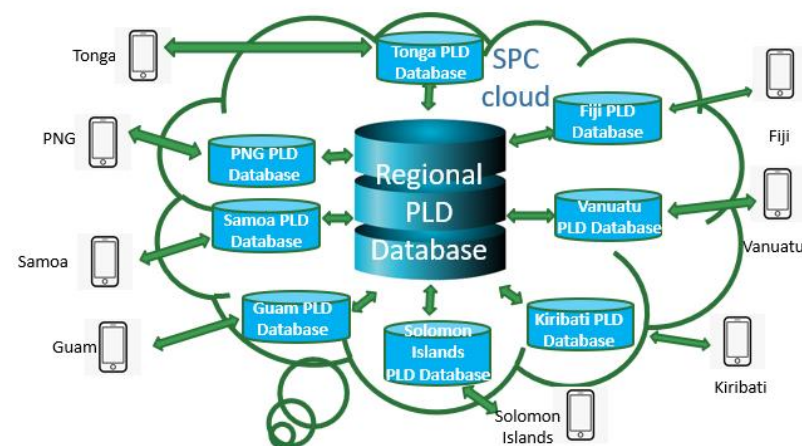 Tonga
Tonga PLD
Database
SPC
cloud
Fiji PLD
Database
Fiji
PNG
PNG PLD
Database
Regional
PLD
Database
Samoa PLD
Database
Samoa
Vanuatu
PLD Database
Vanuatu
Guam PLD
Database
Guam
Solomon
Islands
PLD Database
Solomon
Islands
Kiribati PLD
Database
Kiribati